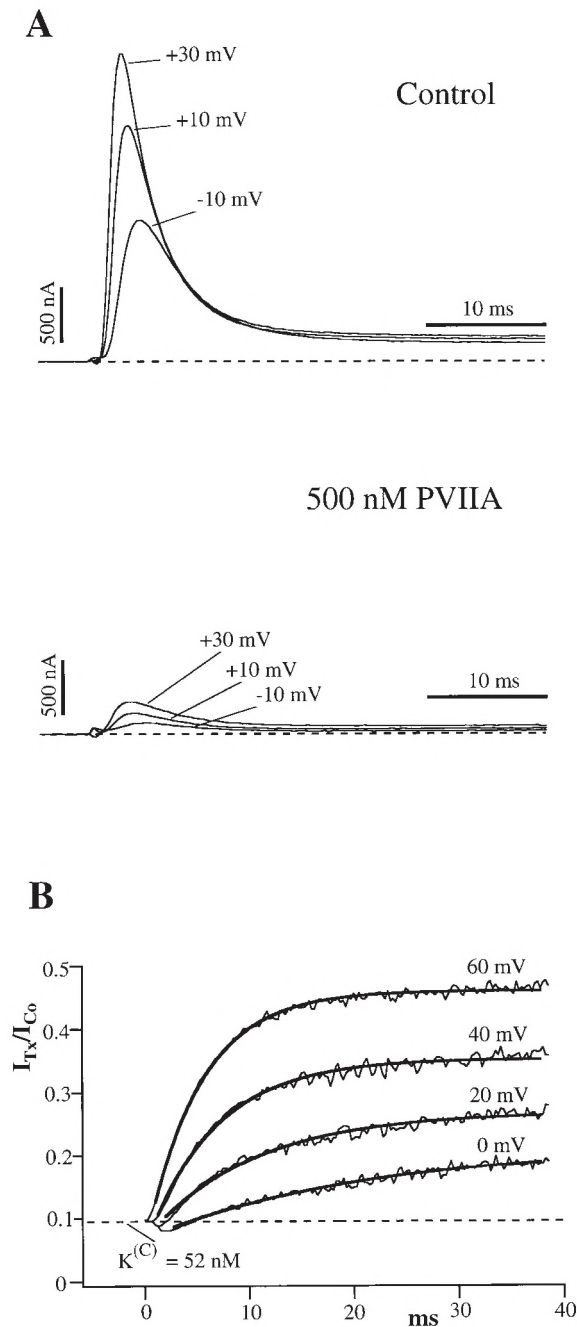 A
+30 mV
Control
+10 mV
-10 mV
500 nA
10 ms
500 nM PVIIA
+30 mV
+10 mV
-10 mV
500 nA
10 ms
B
0.5
60 mV
0.4
40 mV
I_Tx/I_Co
0.3
20 mV
0.2
0 mV
0.1
K^(C) = 52 nM
0
0 10 20 30 40
ms